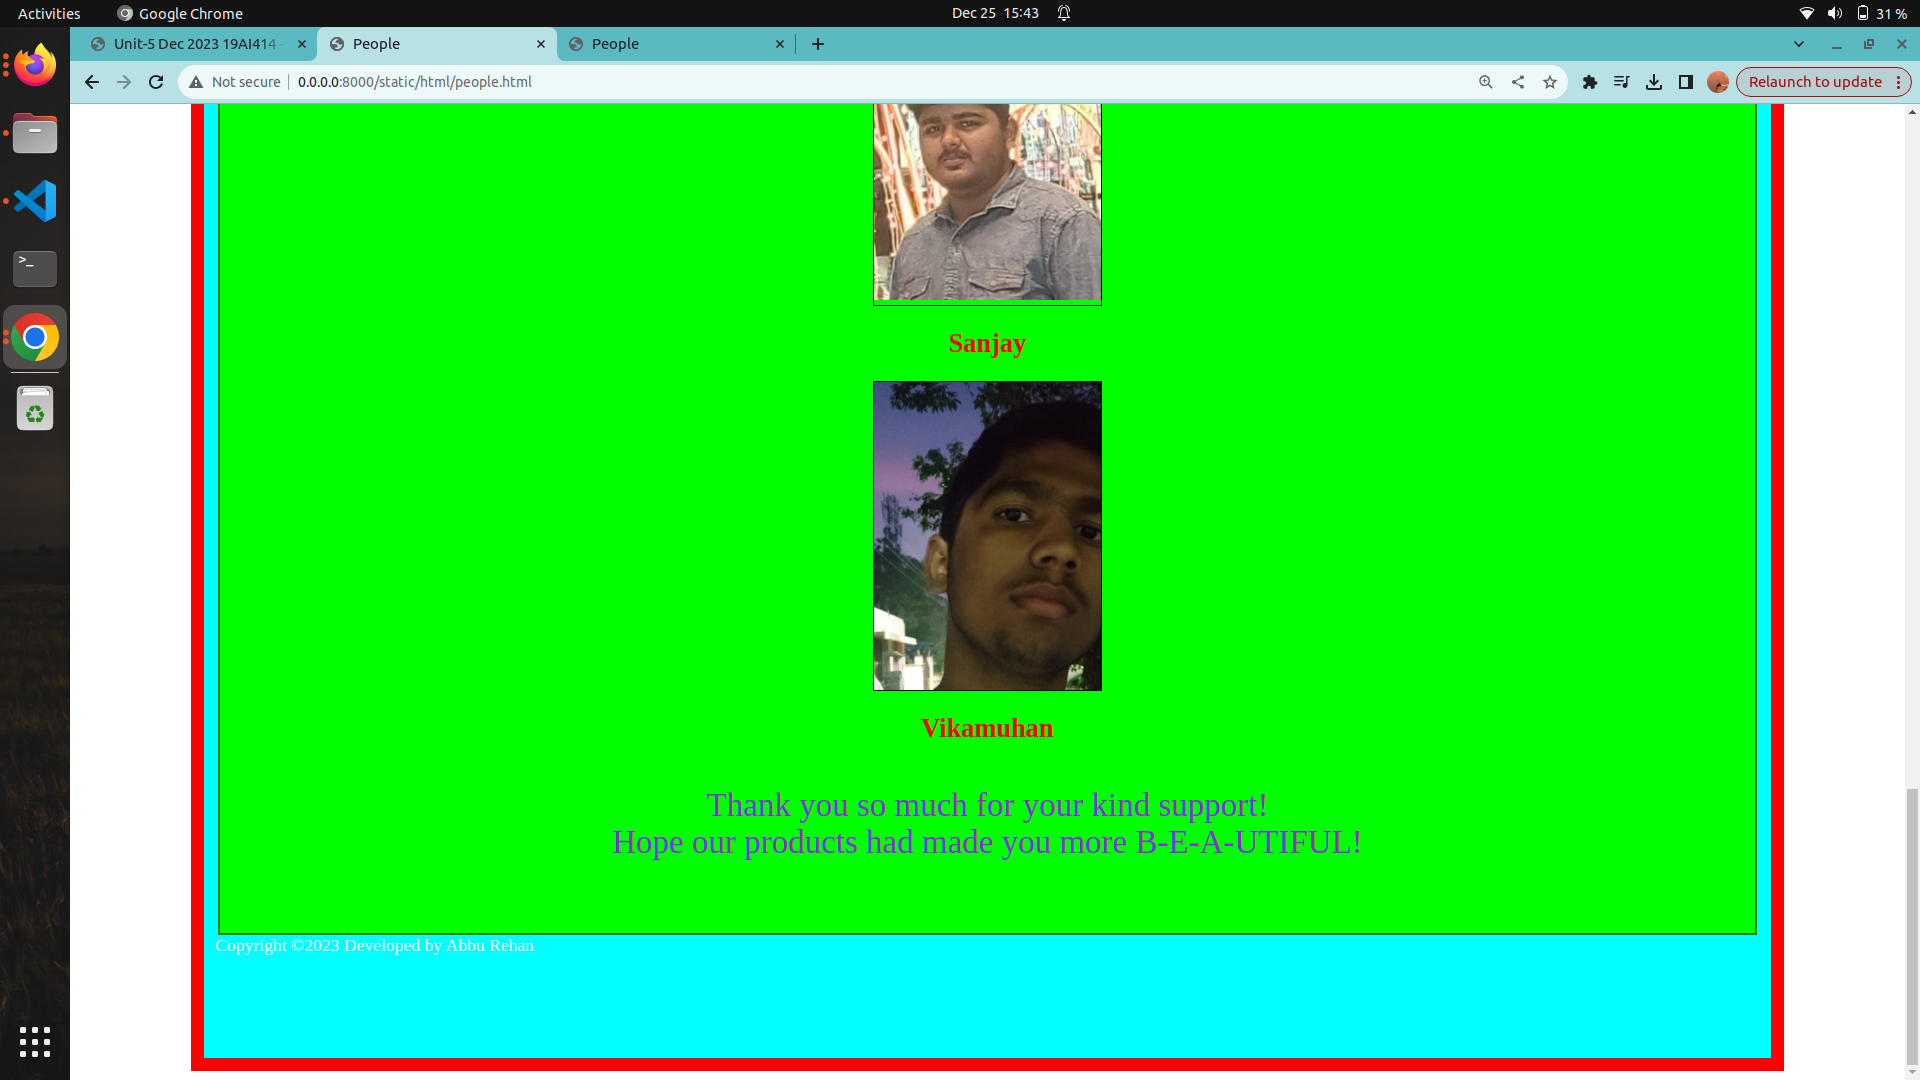 Activities
Google Chrome
Dec 25 15:43
31 %
Unit-5 Dec 2023 19AI414 -
People
People
Not secure
0.0.0.0:8000/static/html/people.html
Relaunch to update
>_
Sanjay
Vikamuhan
Thank you so much for your kind support!
Hope our products had made you more B-E-A-UTIFUL!
Copyright ©2023 Developed by Abbu Rehan